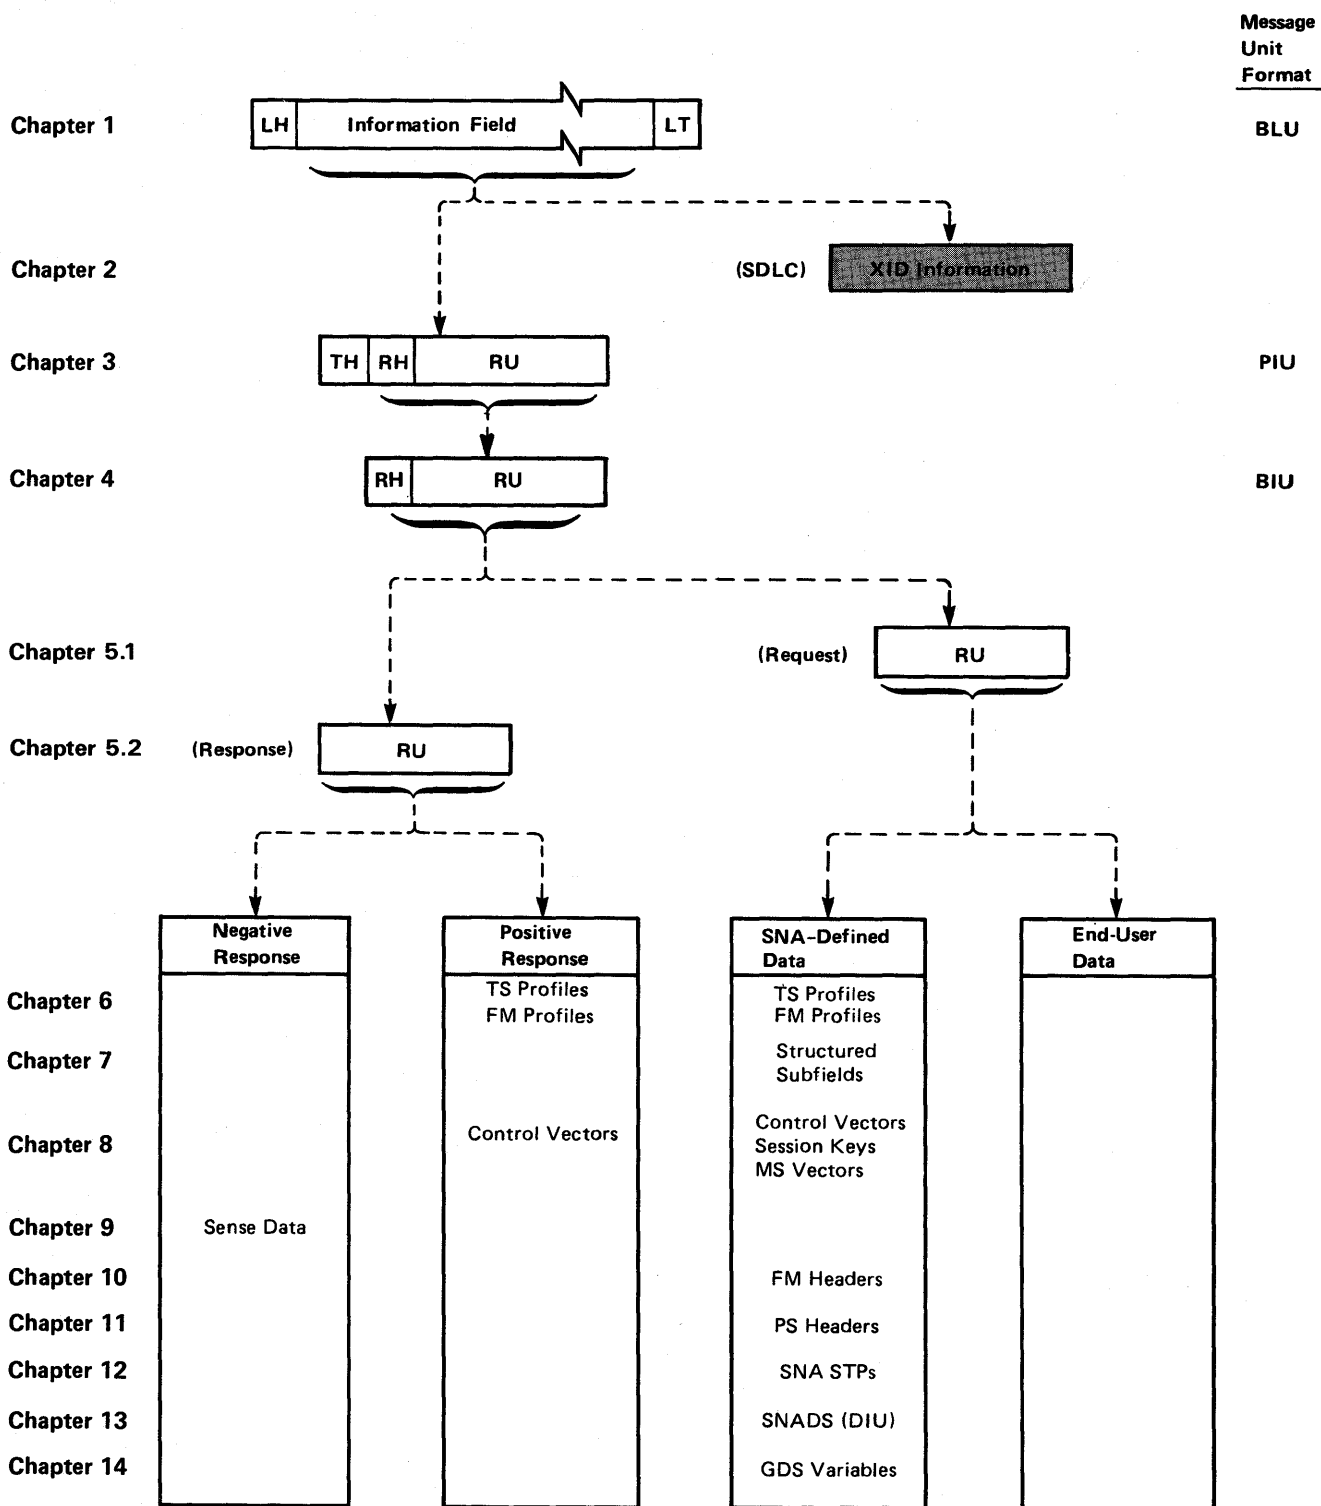 Message
Unit
Format
Chapter 1 LH Information Field LT BLU
Chapter 2 (SDLC) XID Information
Chapter 3 TH RH RU PIU
Chapter 4 RH RU BIU
Chapter 5.1 (Request) RU
Chapter 5.2 (Response) RU
Negative
Response
Positive
Response
SNA-Defined
Data
End-User
Data
Chapter 6
TS Profiles
FM Profiles
TS Profiles
FM Profiles
Chapter 7
Structured
Subfields
Chapter 8
Control Vectors
Control Vectors
Session Keys
MS Vectors
Chapter 9 Sense Data
Chapter 10 FM Headers
Chapter 11 PS Headers
Chapter 12 SNA STPs
Chapter 13 SNADS (DIU)
Chapter 14 GDS Variables